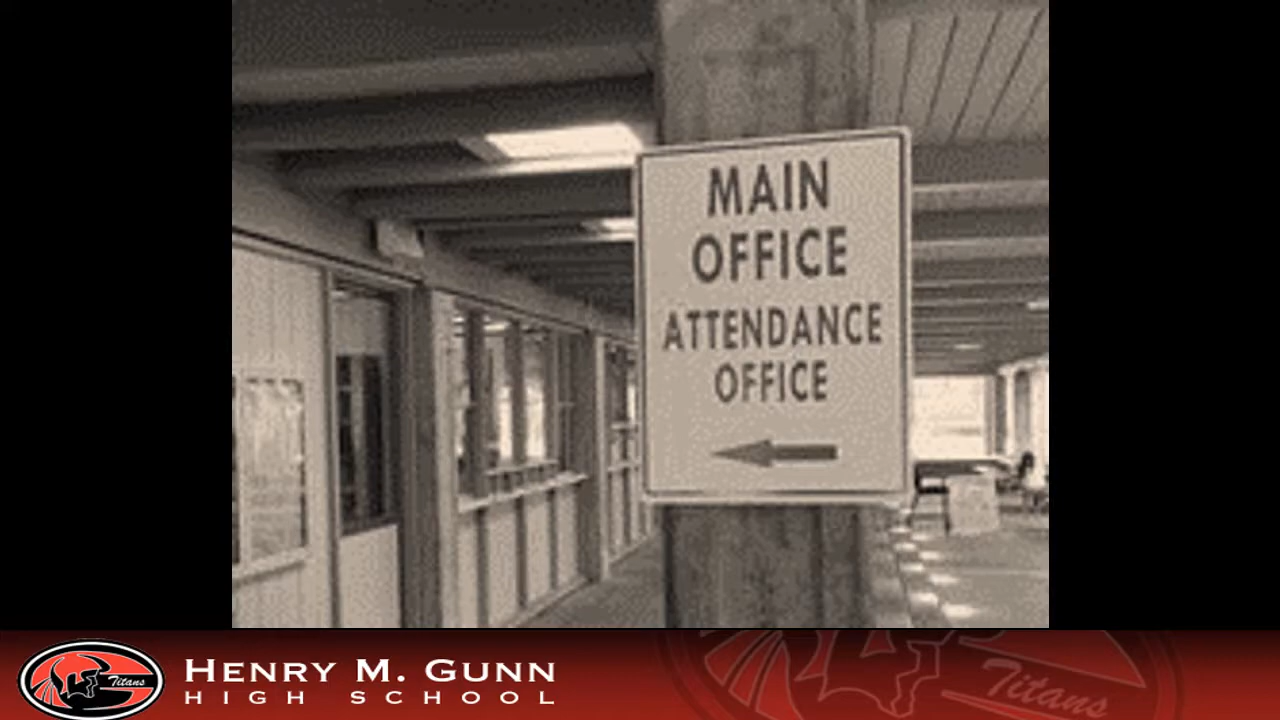 MAIN
OFFICE
ATTENDANCE
OFFICE
Titans
HENRY M. GUNN
HIGH SCHOOL
Titans